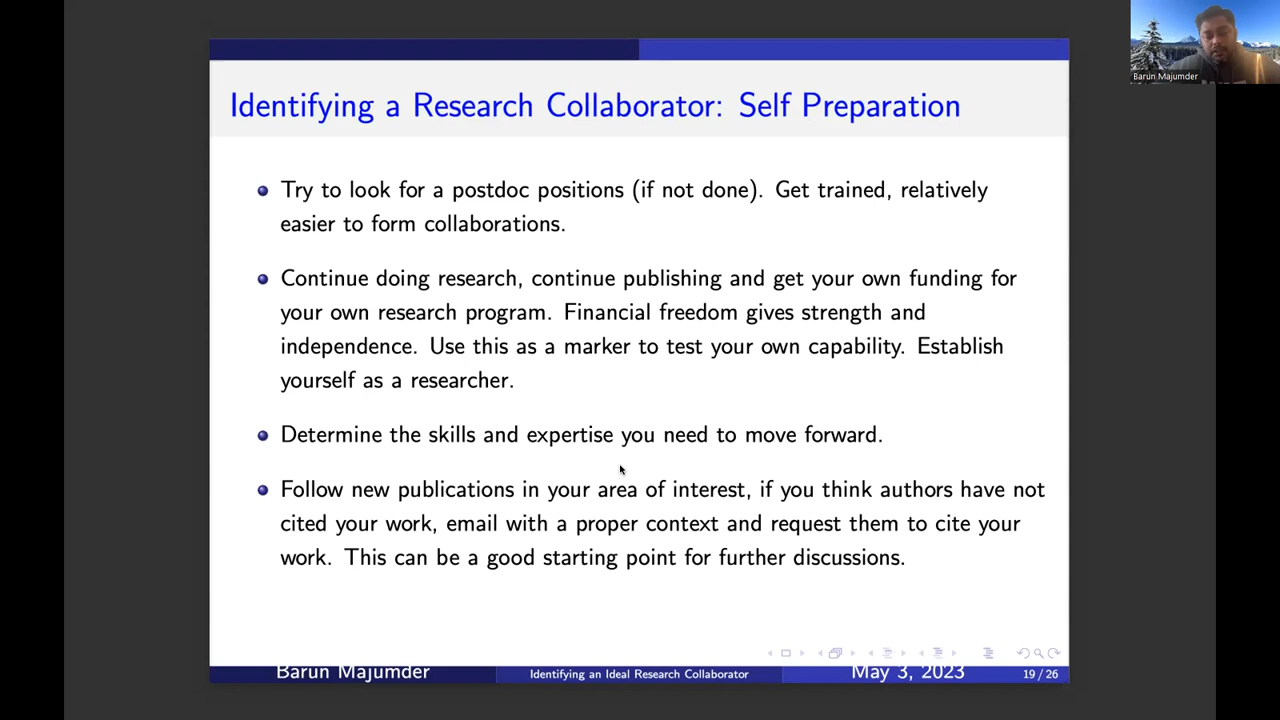 Barun Majumder
Identifying a Research Collaborator: Self Preparation
Try to look for a postdoc positions (if not done). Get trained, relatively
easier to form collaborations.
Continue doing research, continue publishing and get your own funding for
your own research program. Financial freedom gives strength and
independence. Use this as a marker to test your own capability. Establish
yourself as a researcher.
Determine the skills and expertise you need to move forward.
Follow new publications in your area of interest, if you think authors have not
cited your work, email with a proper context and request them to cite your
work. This can be a good starting point for further discussions.
Barun Majumder Identifying an Ideal Research Collaborator May 3, 2023 19 / 26